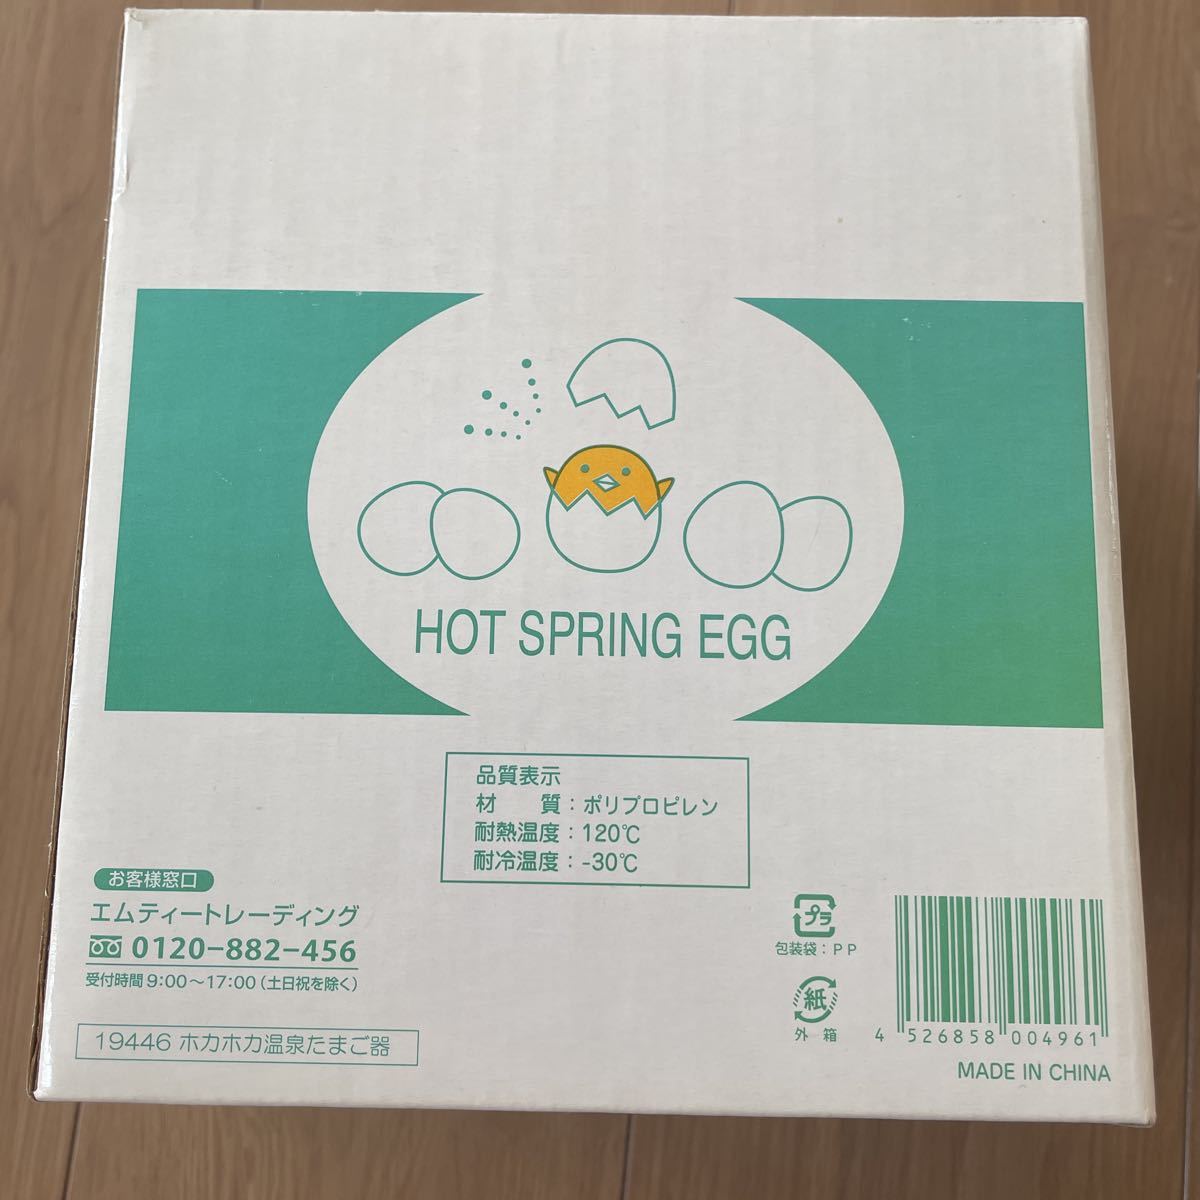 HOT SPRING EGG
品質表示
材 質：ポリプロピレン
耐熱温度：120℃
耐冷温度：-30℃
お客様窓口
エムティートレーディング
0120-882-456
受付時間 9:00～17:00（土日祝を除く）
19446 ホカホカ温泉たまご器
プラ
包装袋：PP
紙
外 箱
4 526858 004961
MADE IN CHINA